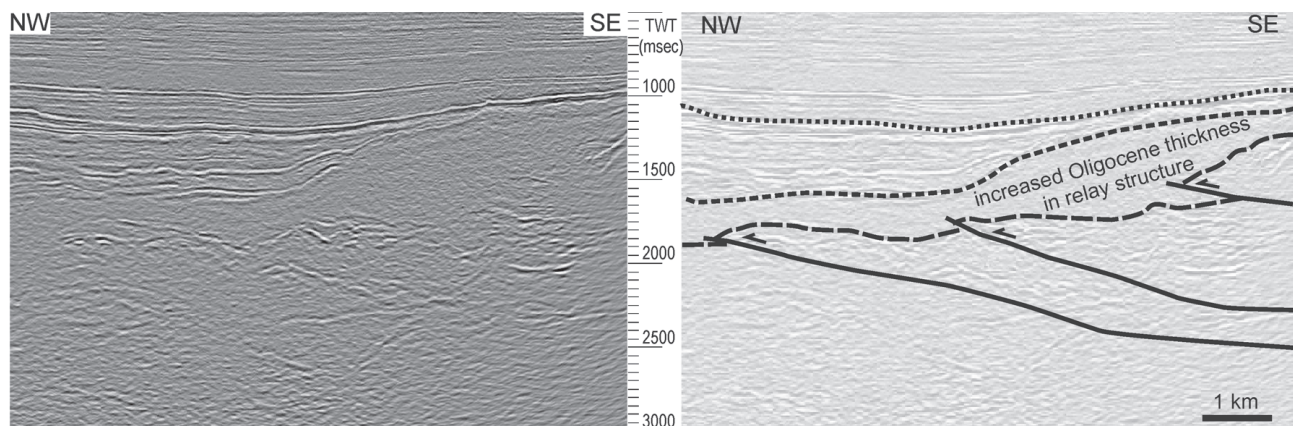 NW
SE
TWT
(msec)
1000
1500
2000
2500
3000
NW
SE
increased Oligocene thickness
in relay structure
1 km